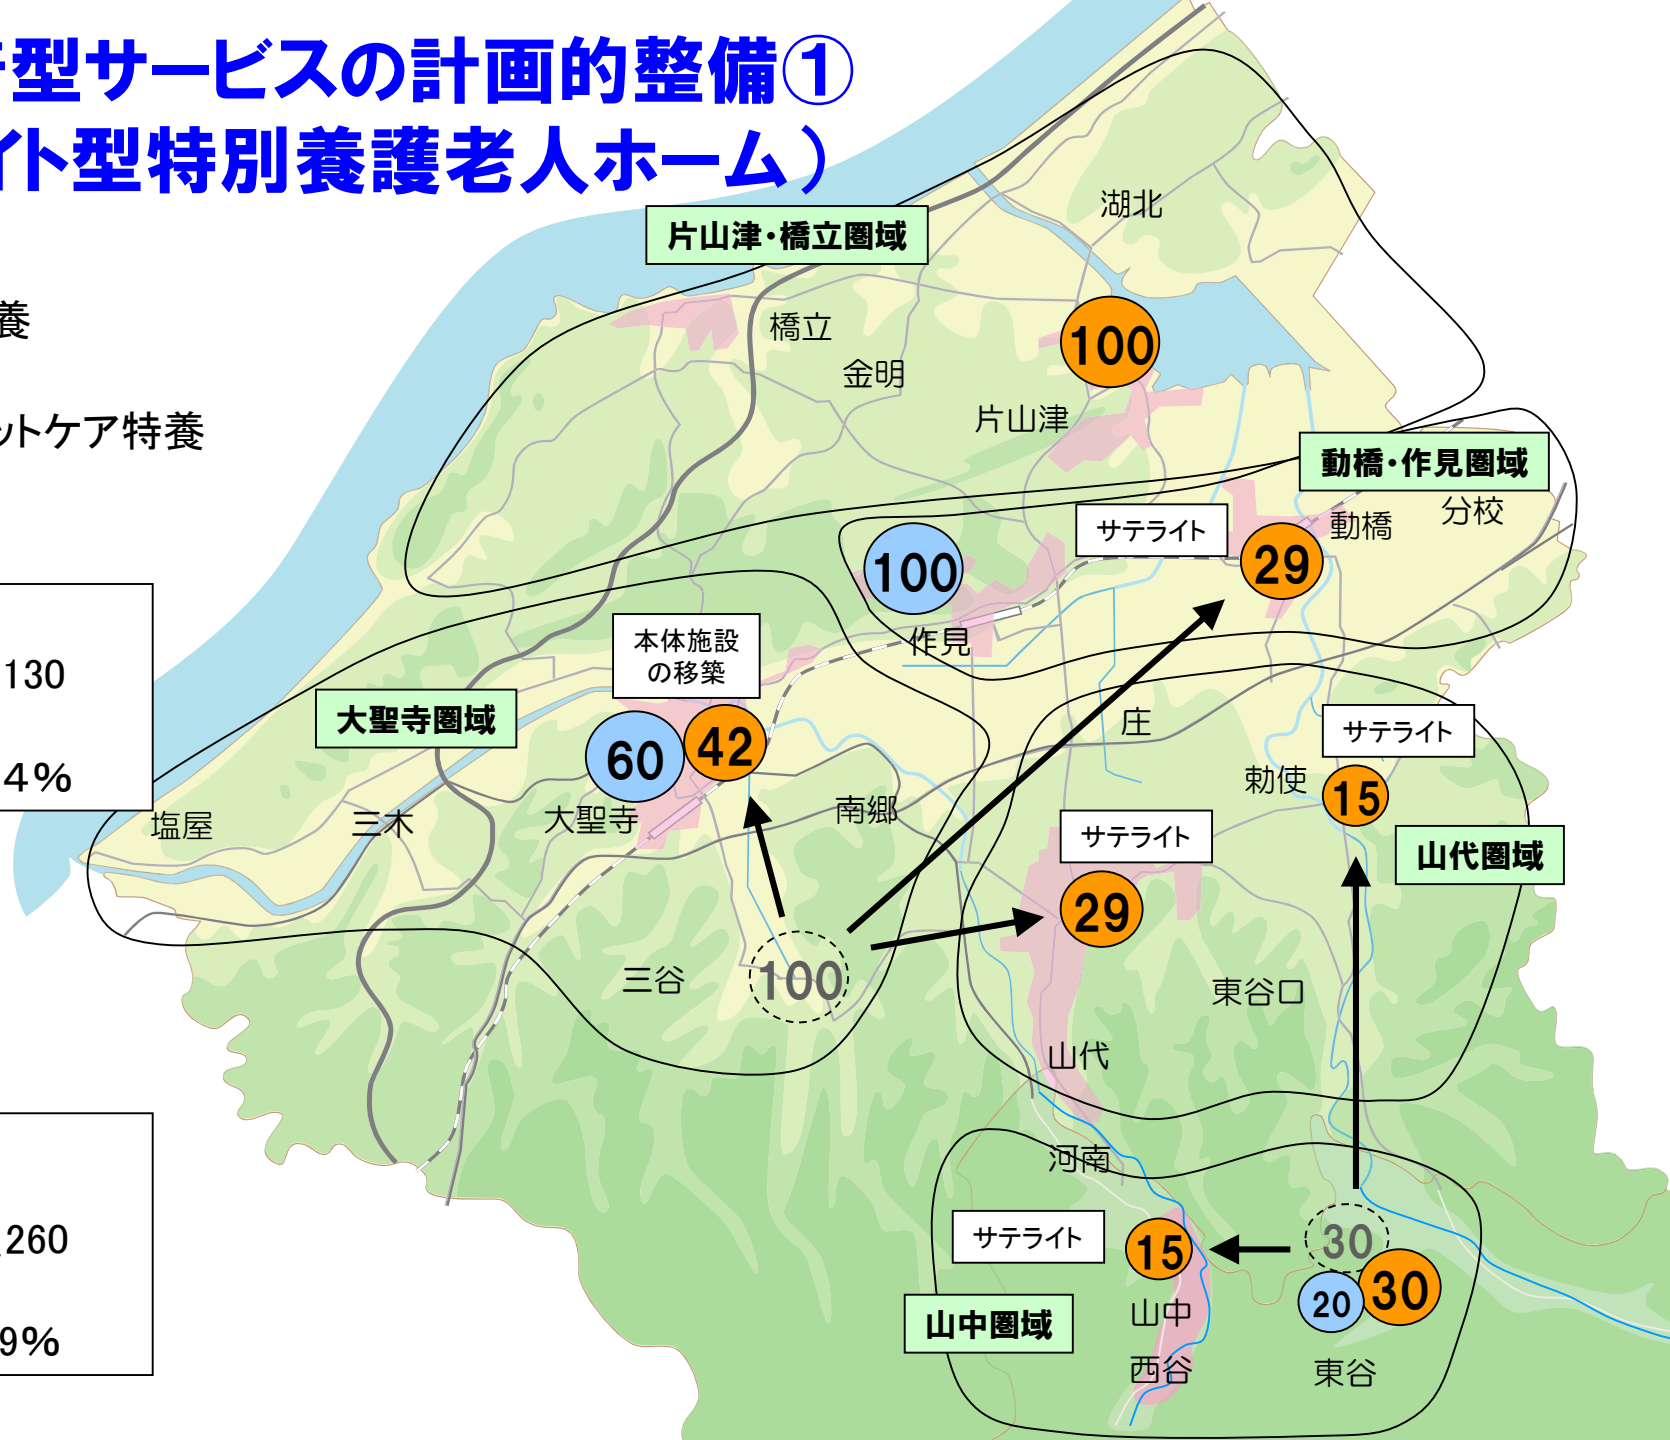 型サービスの計画的整備①
イト型特別養護老人ホーム）
養
ットケア特養
130
4%
260
9%
片山津・橋立圏域
湖北
橋立
金明
100
片山津
動橋・作見圏域
分校
動橋
サテライト
29
100
作見
本体施設
の移築
大聖寺圏域
60
42
大聖寺
塩屋
三木
南郷
庄
サテライト
勅使
15
サテライト
29
山代圏域
三谷
100
東谷口
山代
河南
サテライト
15
30
20
30
山中圏域
山中
西谷
東谷